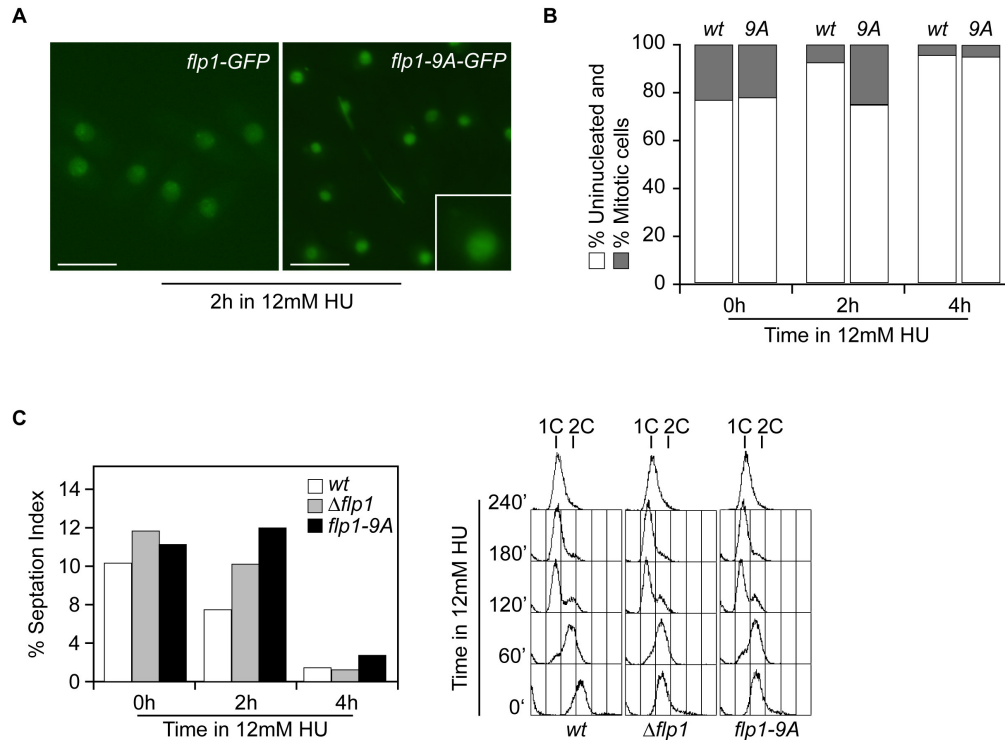 A
flp1-GFP
flp1-9A-GFP
2h in 12mM HU
B
wt 9A wt 9A wt 9A
% Uninucleated and
% Mitotic cells
100
80
60
40
20
0
0h 2h 4h
Time in 12mM HU
C
% Septation Index
14
12
10
8
4
0
wt
Δflp1
flp1-9A
0h 2h 4h
Time in 12mM HU
1C 2C 1C 2C 1C 2C
Time in 12mM HU
240'
180'
120'
60'
0'
wt Δflp1 flp1-9A